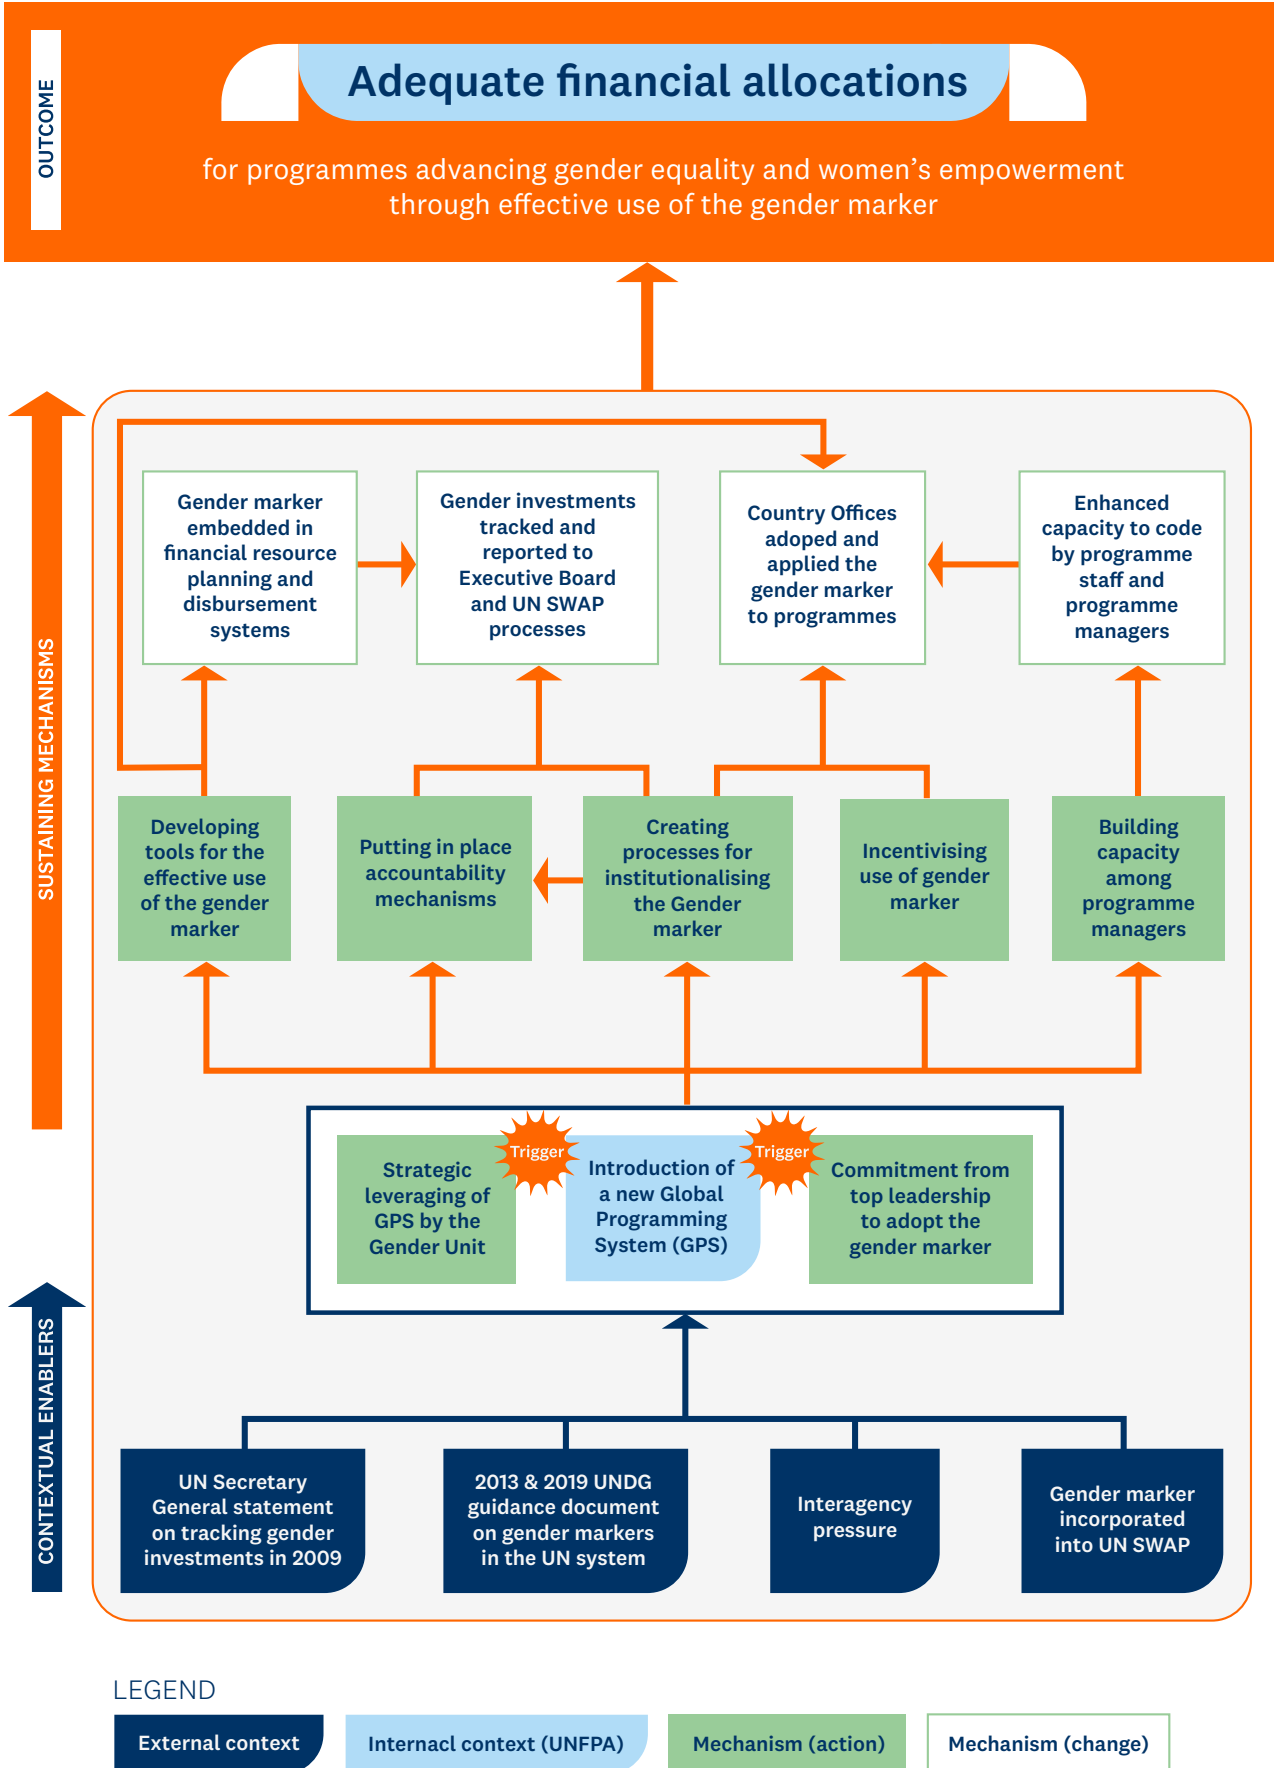 OUTCOME
Adequate financial allocations
for programmes advancing gender equality and women’s empowerment
through effective use of the gender marker
SUSTAINING MECHANISMS
Gender marker
embedded in
financial resource
planning and
disbursement
systems
Gender investments
tracked and
reported to
Executive Board
and UN SWAP
processes
Country Offices
adoped and
applied the
gender marker
to programmes
Enhanced
capacity to code
by programme
staff and
programme
managers
Developing
tools for the
effective use
of the gender
marker
Putting in place
accountability
mechanisms
Creating
processes for
institutionalising
the Gender
marker
Incentivising
use of gender
marker
Building
capacity
among
programme
managers
Strategic
leveraging of
GPS by the
Gender Unit
Trigger
Introduction of
a new Global
Programming
System (GPS)
Trigger
Commitment from
top leadership
to adopt the
gender marker
CONTEXTUAL ENABLERS
UN Secretary
General statement
on tracking gender
investments in 2009
2013 & 2019 UNDG
guidance document
on gender markers
in the UN system
Interagency
pressure
Gender marker
incorporated
into UN SWAP
LEGEND
External context
Internacl context (UNFPA)
Mechanism (action)
Mechanism (change)